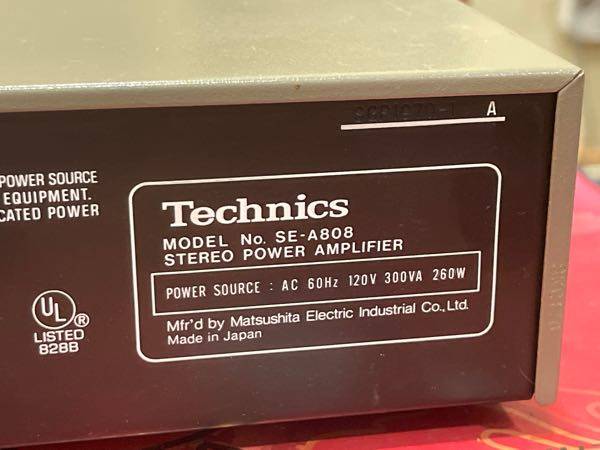 A
POWER SOURCE
EQUIPMENT.
CATED POWER
Technics
MODEL No. SE-A808
STEREO POWER AMPLIFIER
POWER SOURCE : AC 60Hz 120V 300VA 260W
Mfr'd by Matsushita Electric Industrial Co., Ltd.
Made in Japan
UL ®
LISTED
828B